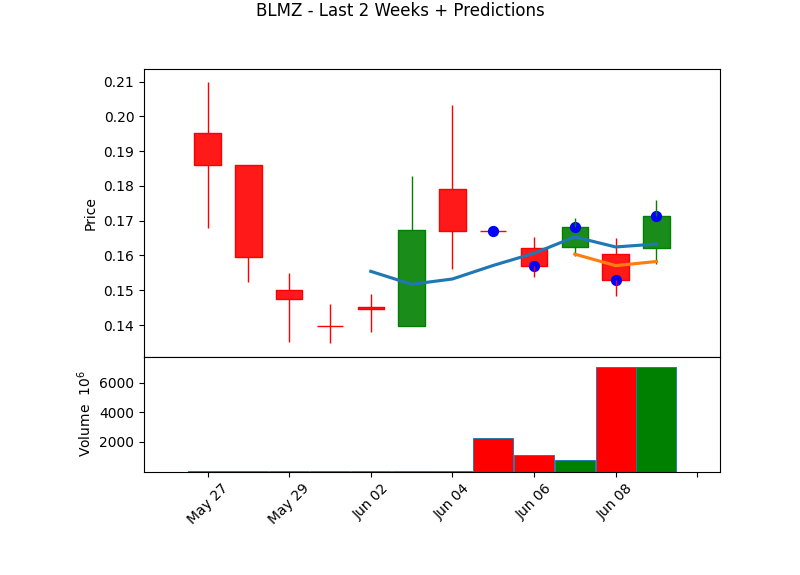 BLMZ - Last 2 Weeks + Predictions
0.21
0.20
0.19
0.18
0.17
0.16
0.15
0.14
Price
6000
4000
2000
Volume 10^6
May 27
May 29
Jun 02
Jun 04
Jun 06
Jun 08